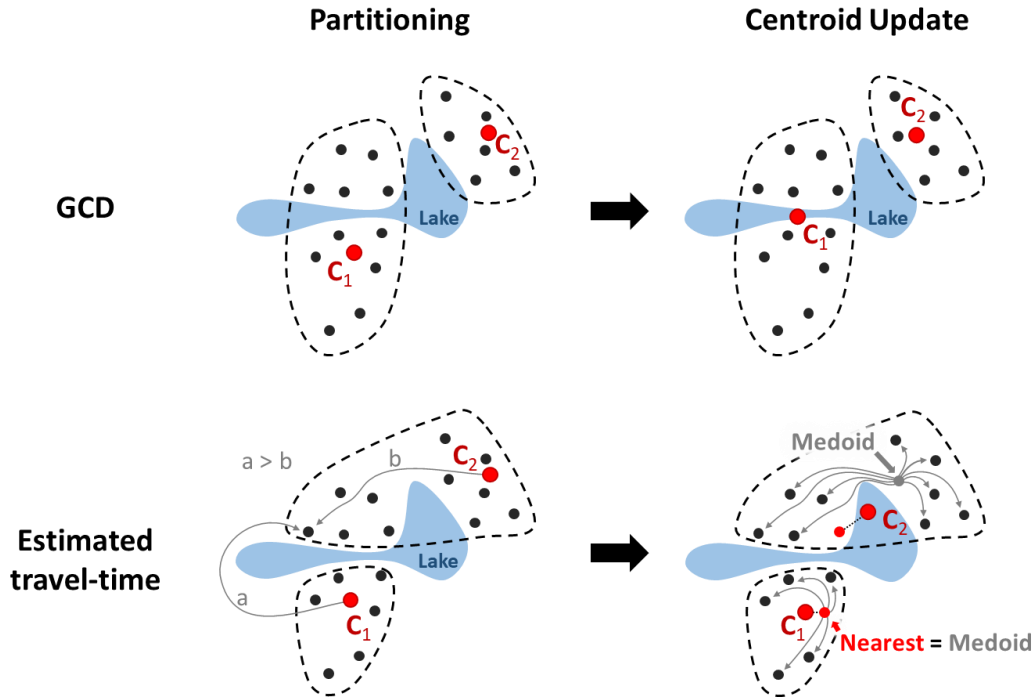 Partitioning
Centroid Update
GCD
C2
Lake
C1
C2
Lake
C1
Estimated
travel-time
a > b
b
C2
Lake
a
C1
Medoid
C2
C1
Nearest = Medoid